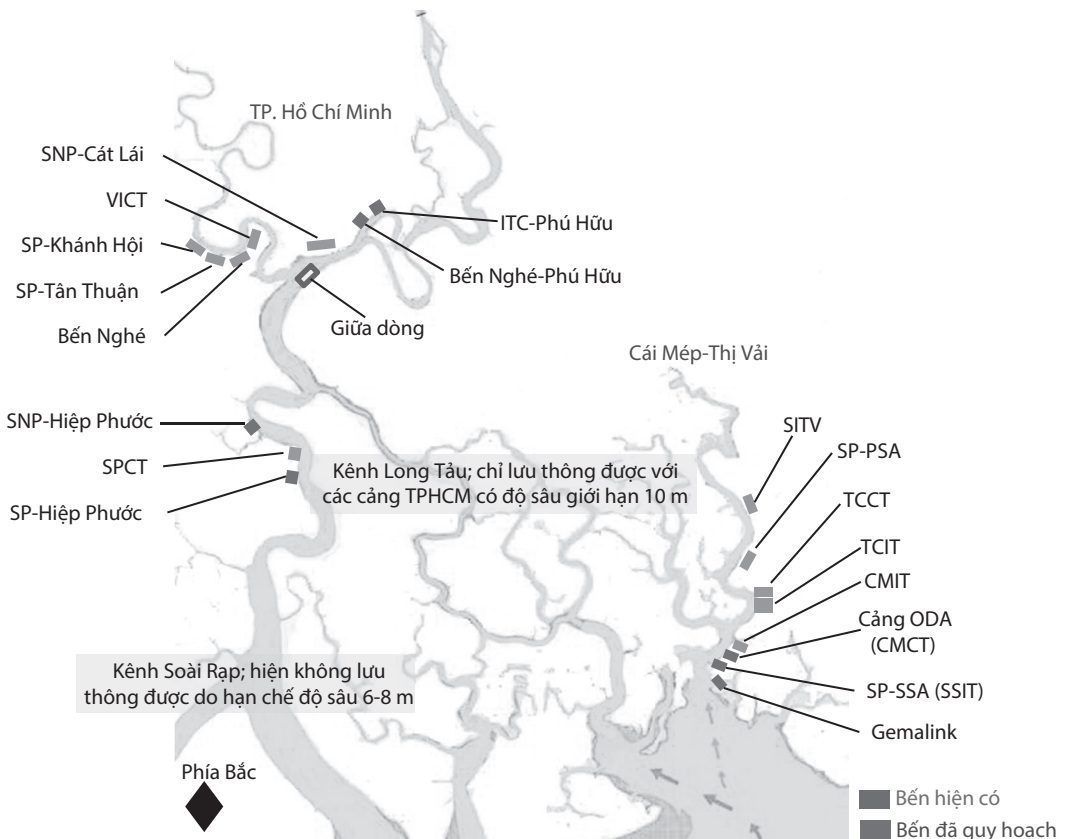 TP. Hồ Chí Minh
SNP-Cát Lái
VICT
SP-Khánh Hội
SP-Tân Thuận
Bến Nghé
ITC-Phú Hữu
Bến Nghé-Phú Hữu
Giữa dòng
Cái Mép-Thị Vải
SNP-Hiệp Phước
SPCT
SP-Hiệp Phước
Kênh Long Tảu; chỉ lưu thông được với
các cảng TPHCM có độ sâu giới hạn 10 m
SITV
SP-PSA
TCCT
TCIT
CMIT
Cảng ODA
(CMCT)
SP-SSA (SSIT)
Gemalink
Kênh Soài Rạp; hiện không lưu
thông được do hạn chế độ sâu 6-8 m
Phía Bắc
Bến hiện có
Bến đã quy hoạch